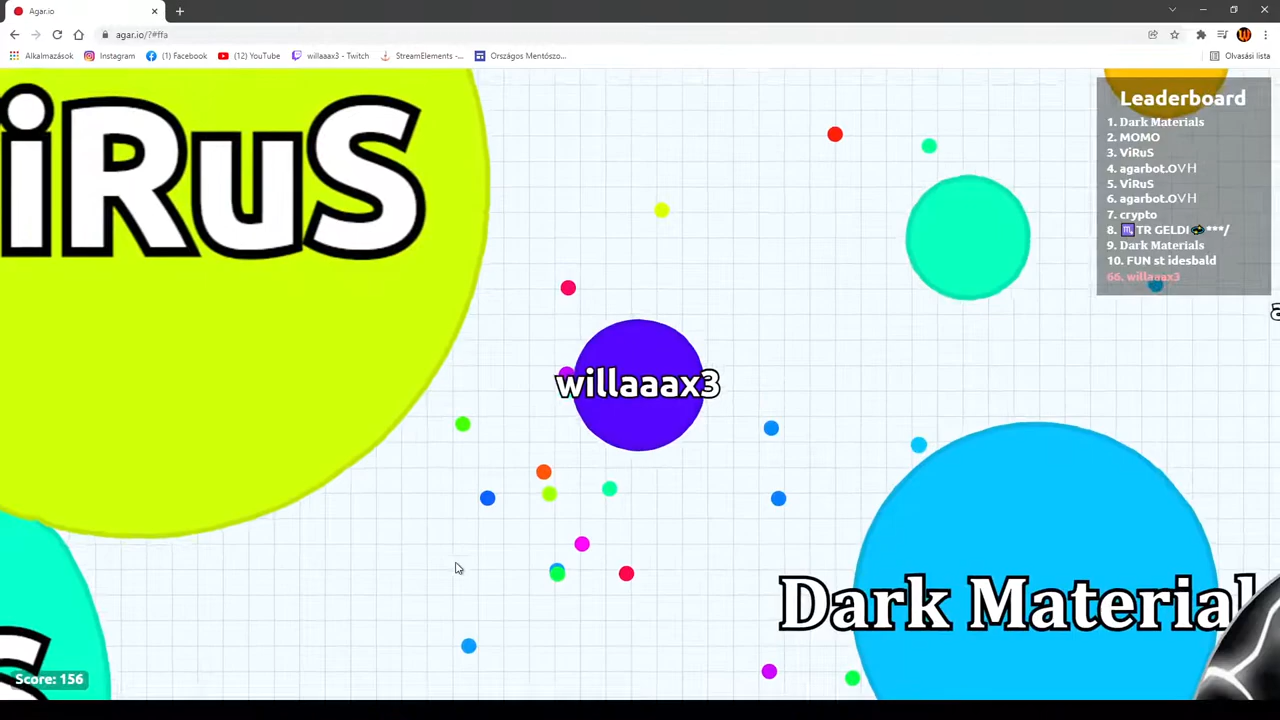 Agar.io
agar.io/?#ffa
Alkalmazások Instagram (1) Facebook (12) YouTube willaaax3 - Twitch StreamElements -... Országos Mentőszo... Olvasási lista
iRuS
Leaderboard
1. Dark Materials
2. MOMO
3. ViRuS
4. agarbot.OVH
5. ViRuS
6. agarbot.OVH
7. crypto
8. ♏TR GELDI***/
9. Dark Materials
10. FUN st idesbald
66. willaaax3
a
willaaax3
Dark Material
S
Score: 156